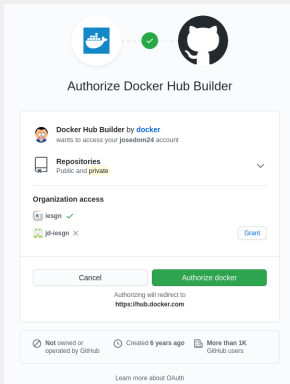 Authorize Docker Hub Builder
Docker Hub Builder by docker
wants to access your josedom24 account
Repositories
Public and private
Organization access
iesgn
jd-iesgn
Grant
Cancel
Authorize docker
Authorizing will redirect to
https://hub.docker.com
Not owned or
operated by GitHub
Created 6 years ago
More than 1K
GitHub users
Learn more about OAuth